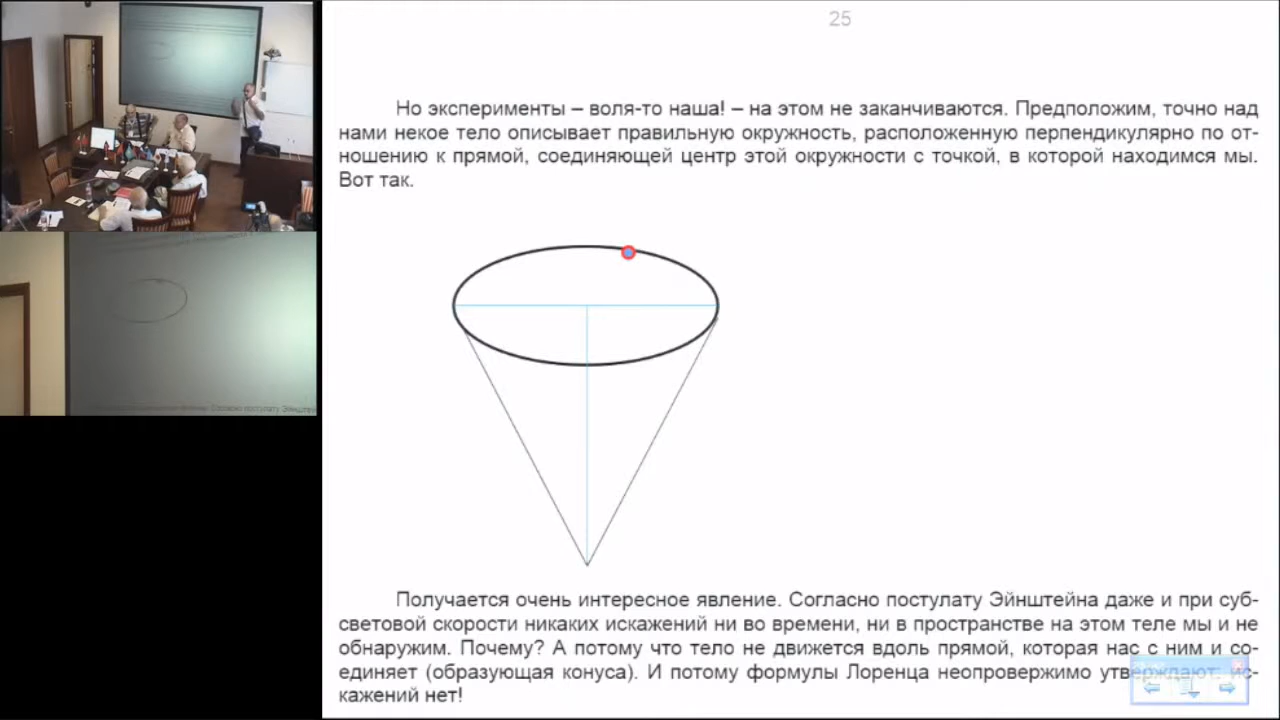 25
Но эксперименты – воля-то наша! – на этом не заканчиваются. Предположим, точно над
нами некое тело описывает правильную окружность, расположенную перпендикулярно по от-
ношению к прямой, соединяющей центр этой окружности с точкой, в которой находимся мы.
Вот так.
Получается очень интересное явление. Согласно постулату Эйнштейна даже и при суб-
световой скорости никаких искажений ни во времени, ни в пространстве на этом теле мы и не
обнаружим. Почему? А потому что тело не движется вдоль прямой, которая нас с ним и со-
единяет (образующая конуса). И потому формулы Лоренца неопровержимо утверждают: ис-
кажений нет!